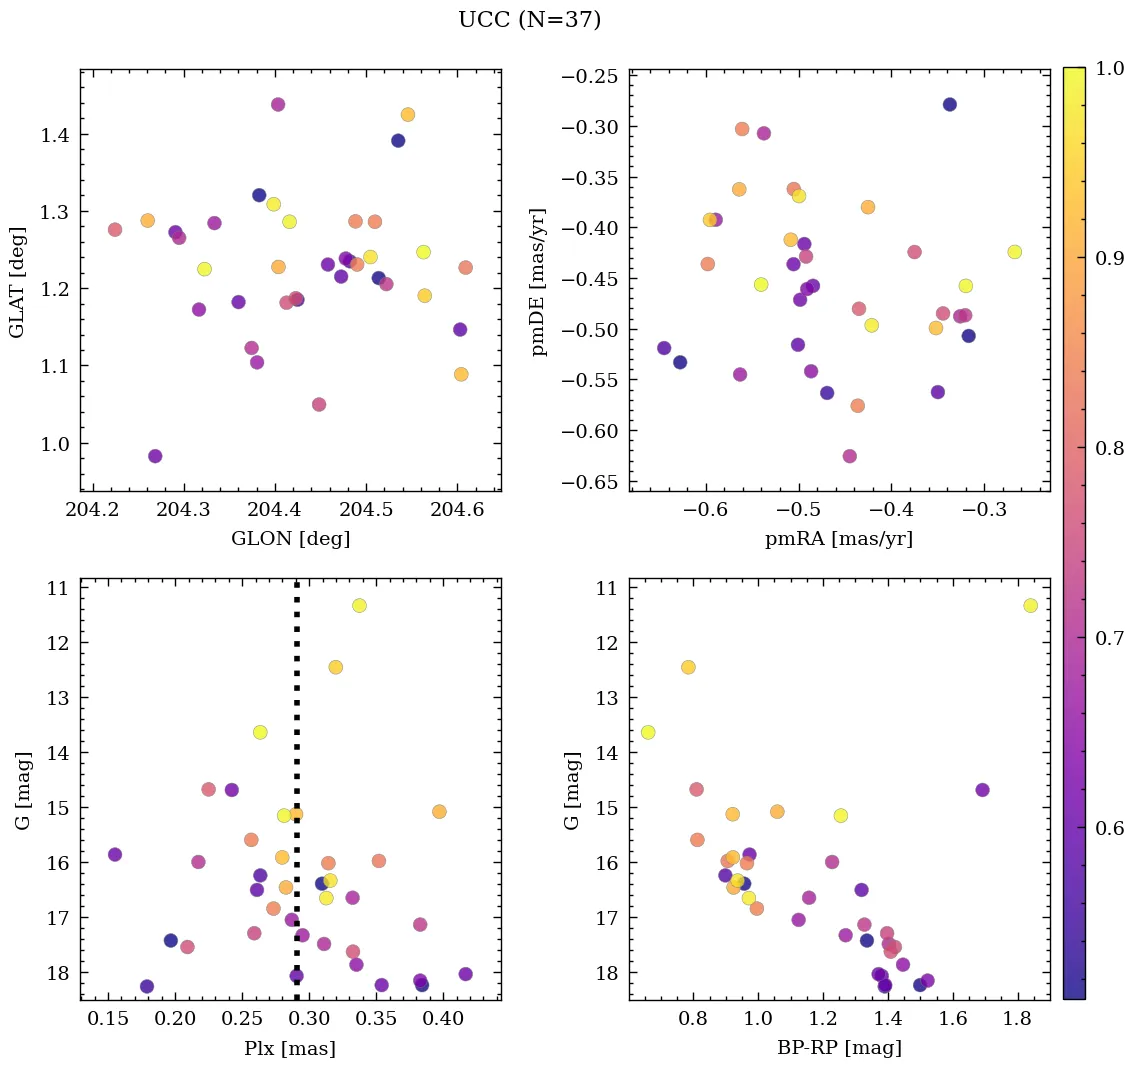 UCC (N=37)
1.4
1.3
1.2
1.1
1.0
GLAT [deg]
204.2 204.3 204.4 204.5 204.6
GLON [deg]
−0.25
−0.30
−0.35
−0.40
−0.45
−0.50
−0.55
−0.60
−0.65
pmDE [mas/yr]
−0.6 −0.5 −0.4 −0.3
pmRA [mas/yr]
11
12
13
14
15
16
17
18
G [mag]
0.15 0.20 0.25 0.30 0.35 0.40
Plx [mas]
11
12
13
14
15
16
17
18
G [mag]
0.8 1.0 1.2 1.4 1.6 1.8
BP-RP [mag]
1.0
0.9
0.8
0.7
0.6